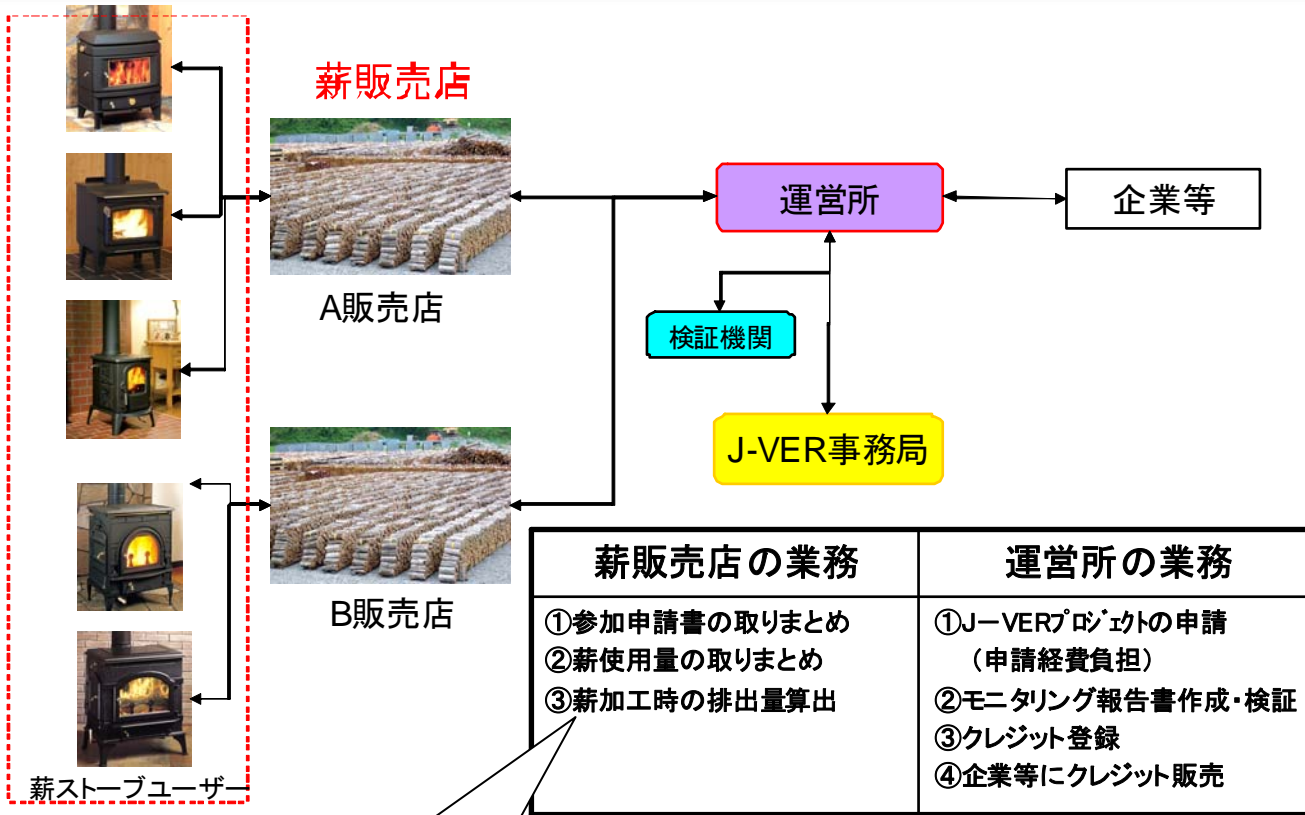 薪販売店
A販売店
B販売店
薪ストーブユーザー
運営所
企業等
検証機関
J-VER事務局
薪販売店の業務
①参加申請書の取りまとめ
②薪使用量の取りまとめ
③薪加工時の排出量算出
運営所の業務
①J－VERプロジェクトの申請
（申請経費負担）
②モニタリング報告書作成・検証
③クレジット登録
④企業等にクレジット販売